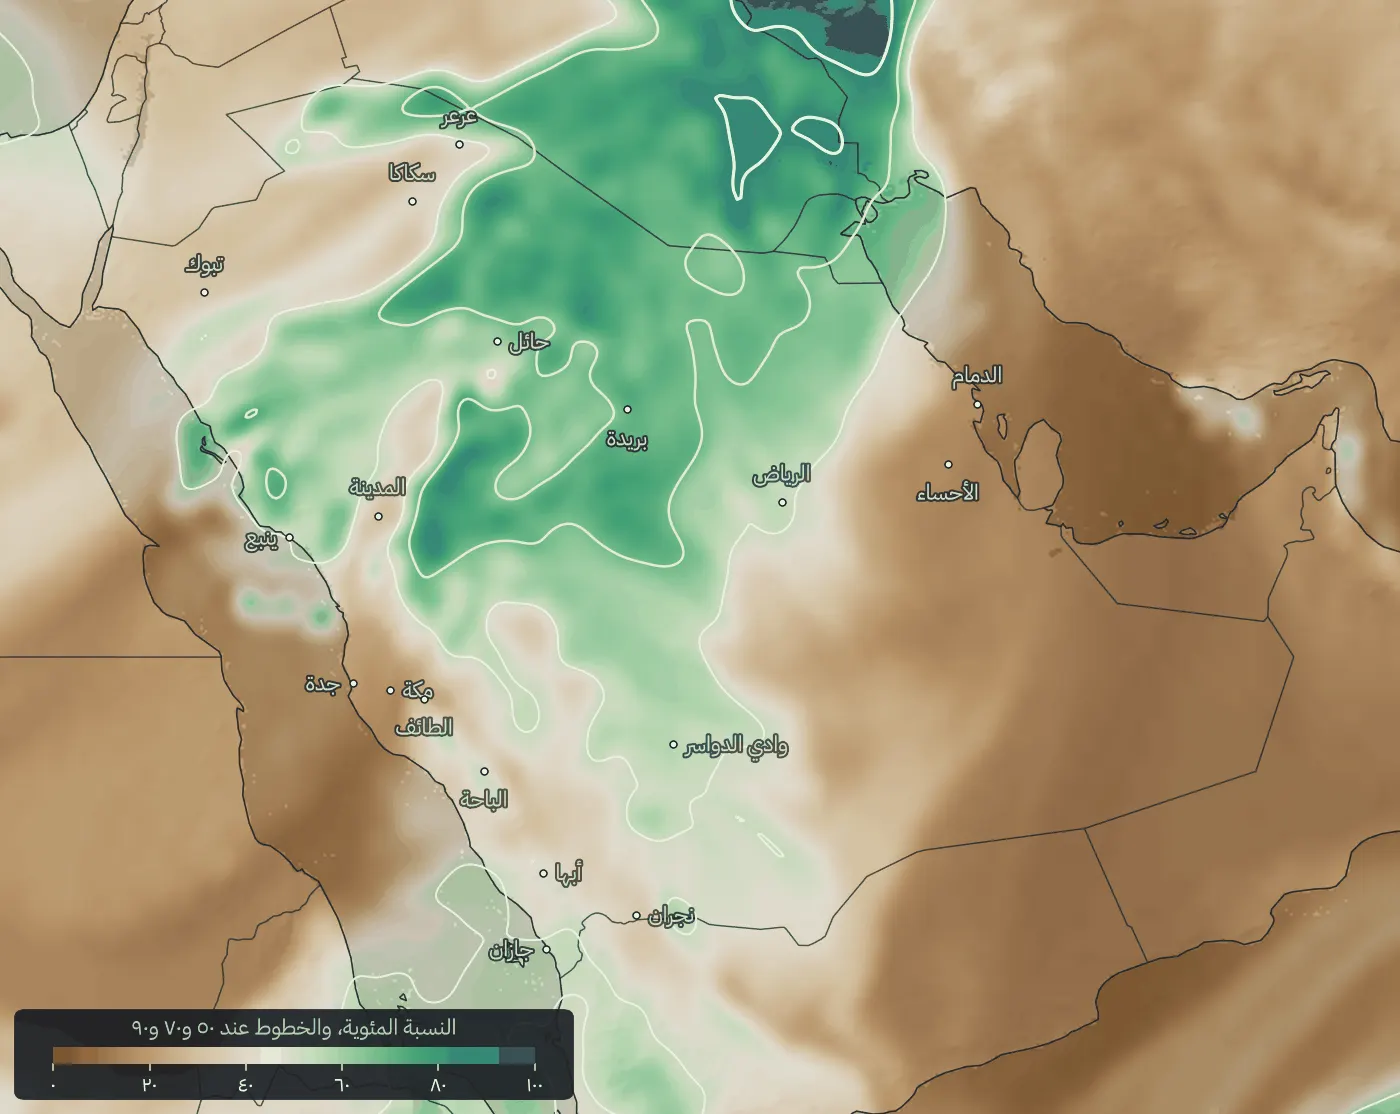 عرعر
سكاكا
تبوك
حائل
الدمام
بريدة
الرياض
الأحساء
المدينة
ينبع
جدة
مكة
الطائف
وادي الدواسر
الباحة
أبها
نجران
جازان
النسبة المئوية، والخطوط عند ٥٠ و٧٠ و٩٠
٠ ٢٠ ٤٠ ٦٠ ٨٠ ١٠٠